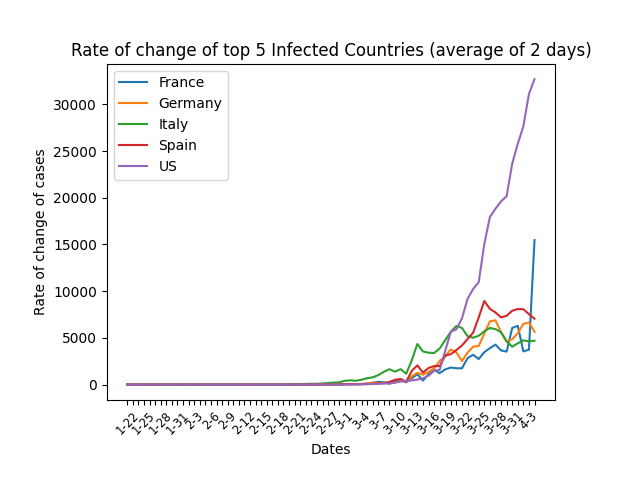 Rate of change of top 5 Infected Countries (average of 2 days)
France
Germany
Italy
Spain
US
30000
25000
20000
15000
10000
5000
0
Rate of change of cases
1-22 1-25 1-28 1-31 2-3 2-6 2-9 2-12 2-15 2-18 2-21 2-24 2-27 3-1 3-4 3-7 3-10 3-13 3-16 3-19 3-22 3-25 3-28 3-31 4-3
Dates